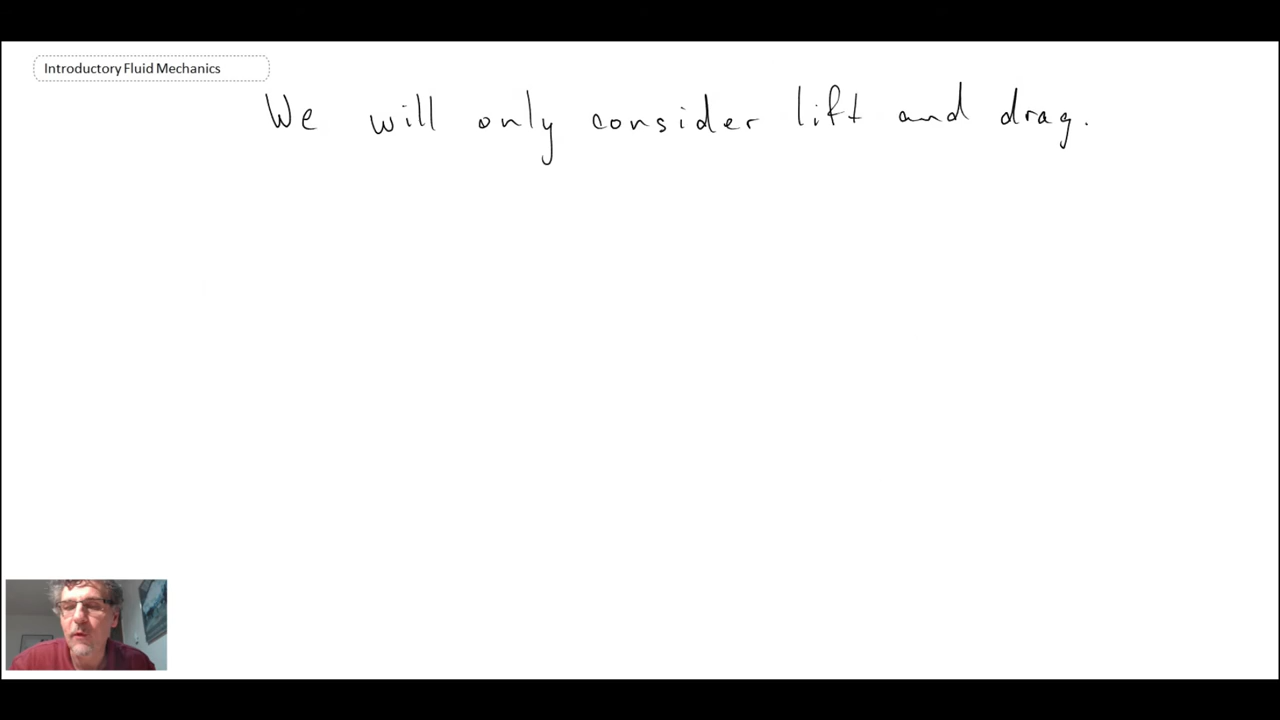 Introductory Fluid Mechanics
We will only consider lift and drag.